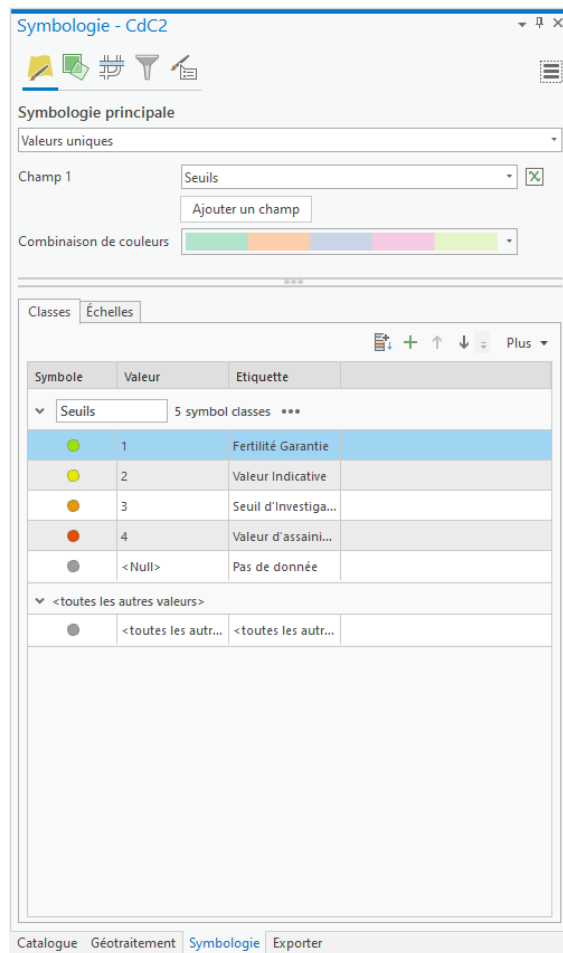 Symbologie - CdC2
Symbologie principale
Valeurs uniques
Champ 1 Seuils
Ajouter un champ
Combinaison de couleurs
Classes Échelles
Plus
Symbole Valeur Etiquette
Seuils 5 symbol classes
1 Fertilité Garantie
2 Valeur Indicative
3 Seuil d'Investiga...
4 Valeur d'assaini...
<Null> Pas de donnée
<toutes les autres valeurs>
<toutes les autr... <toutes les autr...
Catalogue Géotraitement Symbologie Exporter